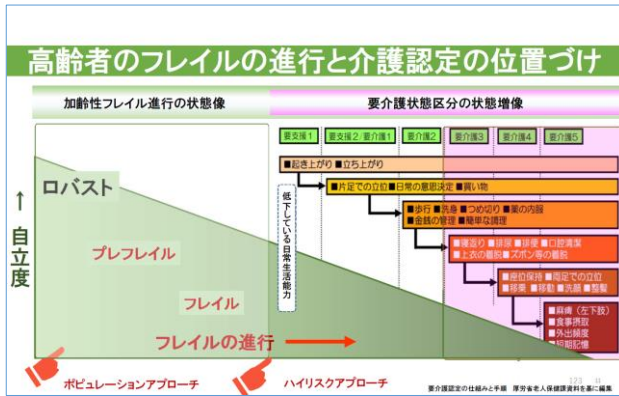 高齢者のフレイルの進行と介護認定の位置づけ
加齢性フレイル進行の状態像
要介護状態区分の状態増像
要支援1
要支援2/要介護1
要介護2
要介護3
要介護4
要介護5
■起き上がり ■立ち上がり
■片足での立位■日常の意思決定 ■買い物
■歩行 ■洗身 ■つめ切り ■薬の内服
■金銭の管理 ■簡単な調理
■寝返り ■排尿 ■排便 ■口腔清潔
■上衣の着脱 ■ズボン等の着脱
■座位保持 ■両足での立位
■移乗 ■移動 ■洗顔 ■整髪
■麻痺（左下肢）
■食事摂取
■外出頻度
■短期記憶
低下している日常生活能力
↑自立度
ロバスト
プレフレイル
フレイル
フレイルの進行
ポピュレーションアプローチ
ハイリスクアプローチ
要介護認定の仕組みと手順 厚労省老人保健課資料を基に編集